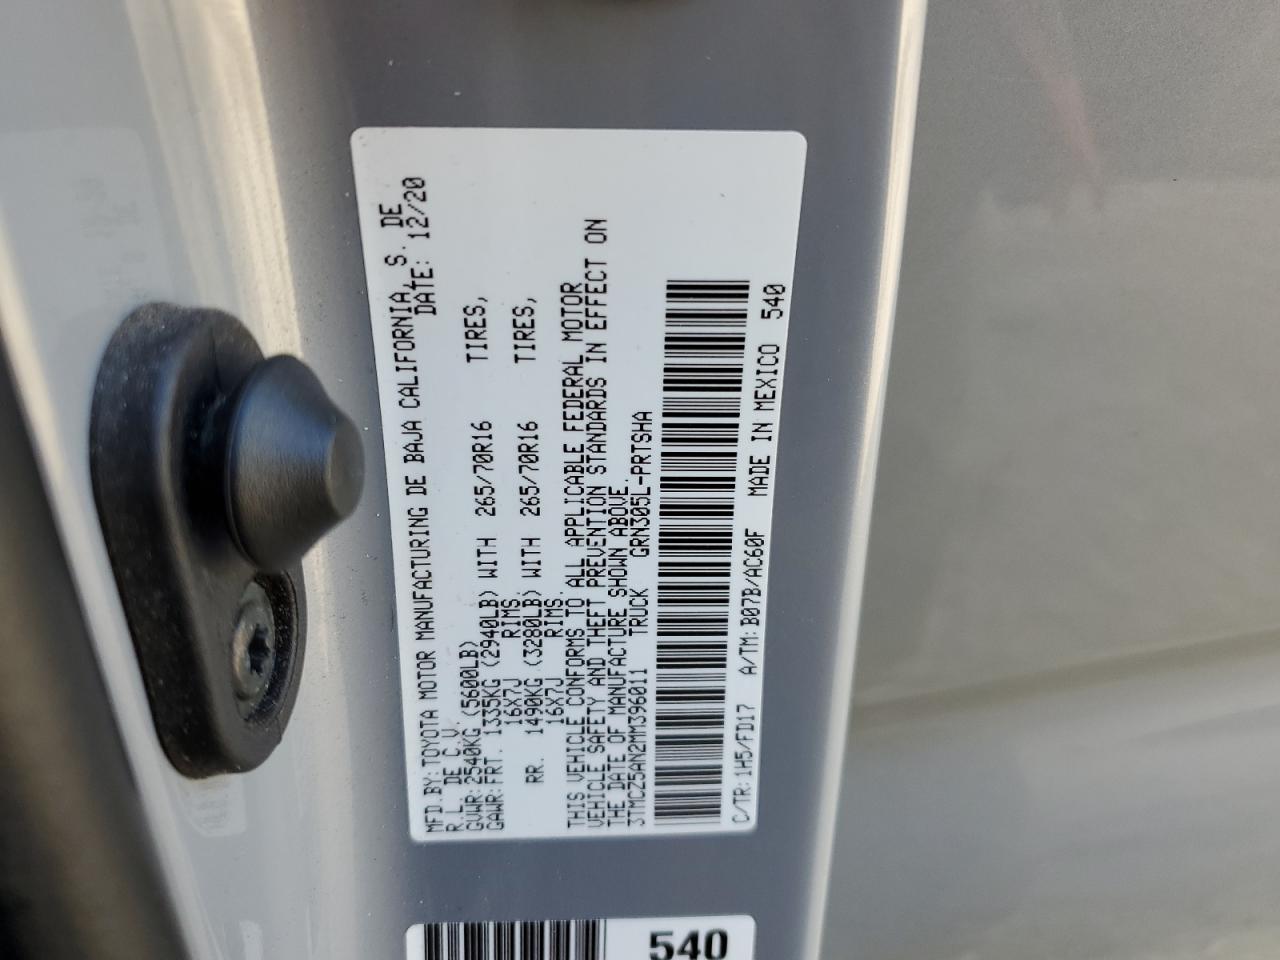 MFD.BY: TOYOTA MOTOR MANUFACTURING DE BAJA CALIFORNIA, S. DE
R.L. DE C.V. DATE: 12/20
GVWR: 2540KG (5600LB)
GAWR: FRT. 1335KG (2940LB) WITH 265/70R16 TIRES,
16X7J RIMS
RR. 1490KG (3280LB) WITH 265/70R16 TIRES,
16X7J RIMS.
THIS VEHICLE CONFORMS TO ALL APPLICABLE FEDERAL MOTOR
VEHICLE SAFETY AND THEFT PREVENTION STANDARDS IN EFFECT ON
THE DATE OF MANUFACTURE SHOWN ABOVE.
3TMCZ5AN2MM396011 TRUCK GRN305L-PRTSHA
C/TR: 1H5/FD17 A/TM: B07B/AC60F MADE IN MEXICO 540
540